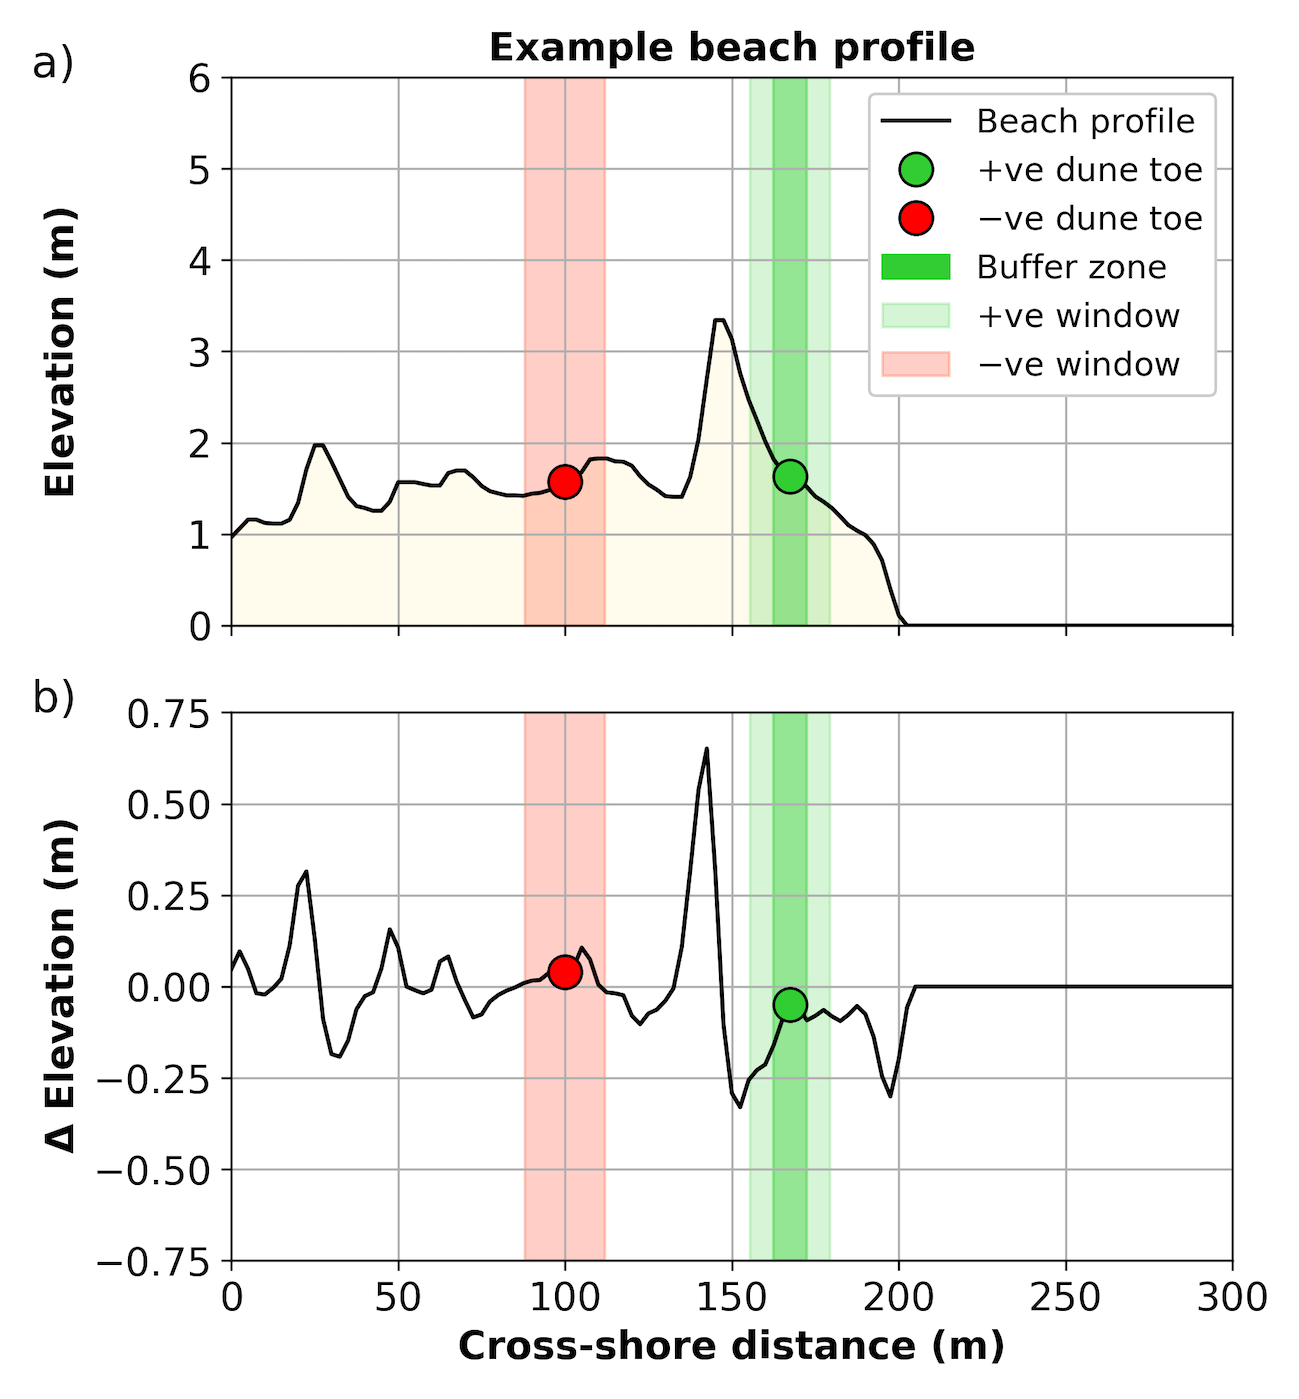 a)
Example beach profile
6
5
4
3
2
1
0
Elevation (m)
Beach profile
+ve dune toe
−ve dune toe
Buffer zone
+ve window
−ve window
b)
0.75
0.50
0.25
0.00
−0.25
−0.50
−0.75
Δ Elevation (m)
0 50 100 150 200 250 300
Cross-shore distance (m)